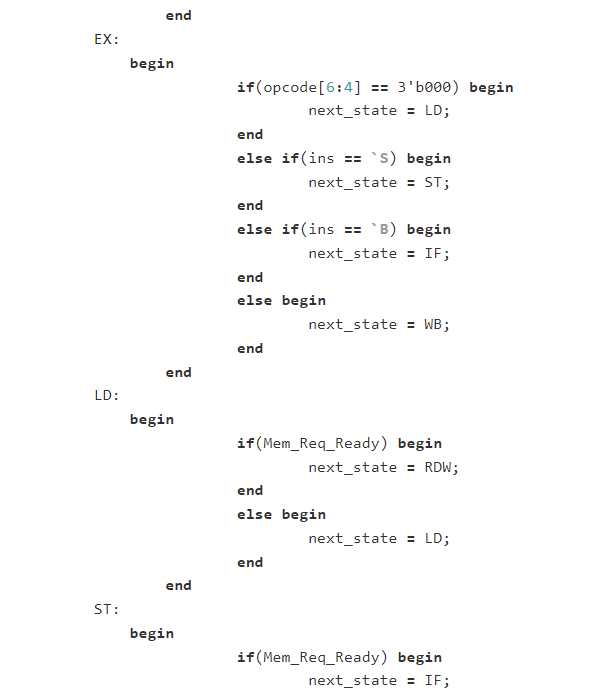 end
EX:
begin
if(opcode[6:4] == 3'b000) begin
next_state = LD;
end
else if(ins == `S) begin
next_state = ST;
end
else if(ins == `B) begin
next_state = IF;
end
else begin
next_state = WB;
end
end
LD:
begin
if(Mem_Req_Ready) begin
next_state = RDW;
end
else begin
next_state = LD;
end
end
ST:
begin
if(Mem_Req_Ready) begin
next_state = IF;